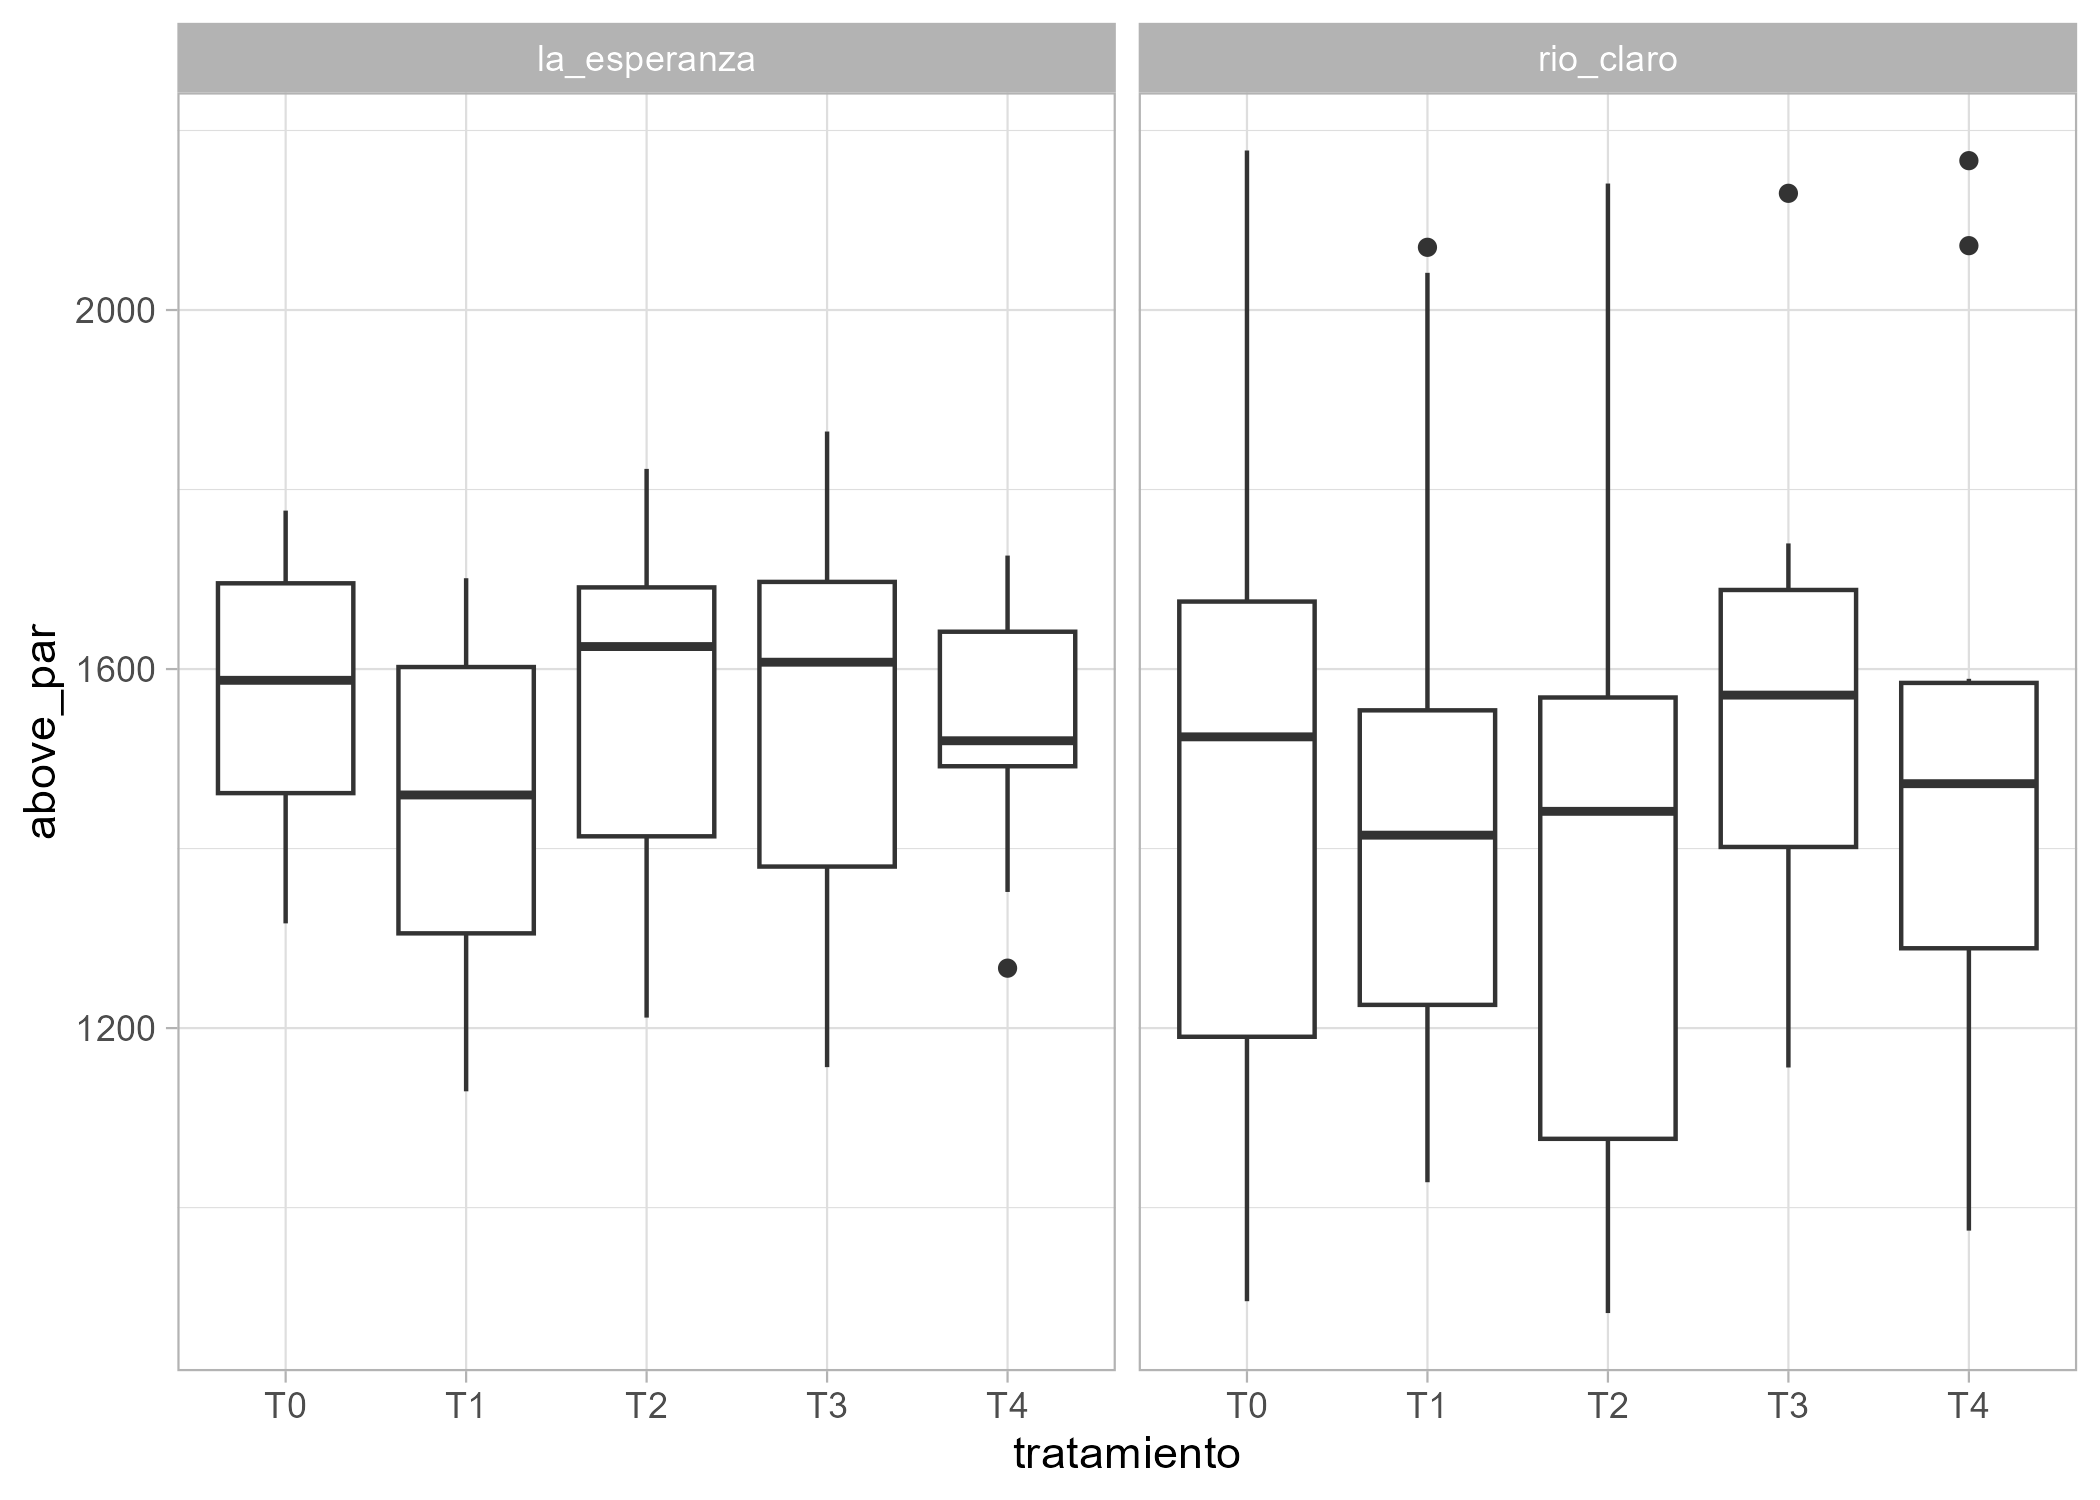 la_esperanza
rio_claro
above_par
2000
1600
1200
T0 T1 T2 T3 T4
T0 T1 T2 T3 T4
tratamiento